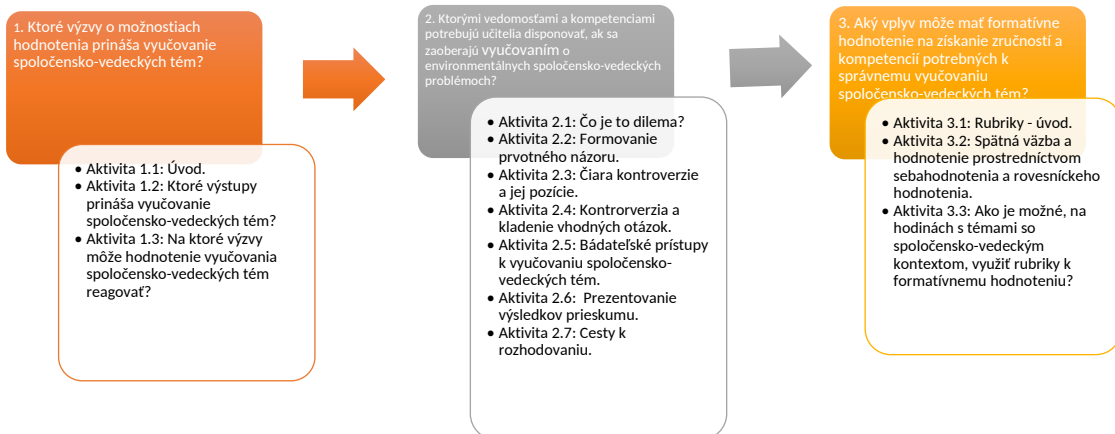 1. Ktoré výzvy o možnostiach
hodnotenia prináša vyučovanie
spoločensko-vedeckých tém?
• Aktivita 1.1: Úvod.
• Aktivita 1.2: Ktoré výstupy
prináša vyučovanie
spoločensko-vedeckých tém?
• Aktivita 1.3: Na ktoré výzvy
môže hodnotenie vyučovania
spoločensko-vedeckých tém
reagovať?
2. Ktorými vedomosťami a kompetenciami
potrebujú učitelia disponovať, ak sa
zaoberajú vyučovaním o
environmentálnych spoločensko-vedeckých
problémoch?
• Aktivita 2.1: Čo je to dilema?
• Aktivita 2.2: Formovanie
prvotného názoru.
• Aktivita 2.3: Čiara kontroverzie
a jej pozície.
• Aktivita 2.4: Kontrorverzia a
kladenie vhodných otázok.
• Aktivita 2.5: Bádateľské prístupy
k vyučovaniu spoločensko-
vedeckých tém.
• Aktivita 2.6: Prezentovanie
výsledkov prieskumu.
• Aktivita 2.7: Cesty k
rozhodovaniu.
3. Aký vplyv môže mať formatívne
hodnotenie na získanie zručností a
kompetencií potrebných k
správnemu vyučovaniu
spoločensko-vedeckých tém?
• Aktivita 3.1: Rubriky - úvod.
• Aktivita 3.2: Spätná väzba a
hodnotenie prostredníctvom
sebahodnotenia a rovesníckeho
hodnotenia.
• Aktivita 3.3: Ako je možné, na
hodinách s témami so
spoločensko-vedeckým
kontextom, využiť rubriky k
formatívnemu hodnoteniu?